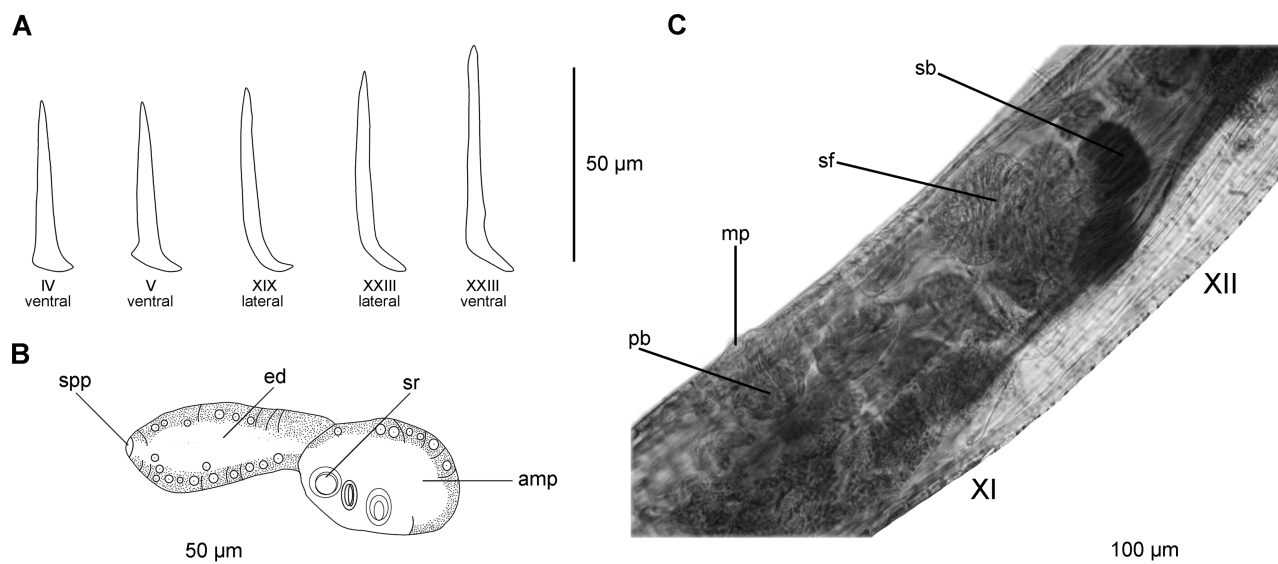 A
50 µm
IV
ventral
V
ventral
XIX
lateral
XXIII
lateral
XXIII
ventral
B
spp
ed
sr
amp
50 µm
C
sb
sf
mp
pb
XII
XI
100 µm